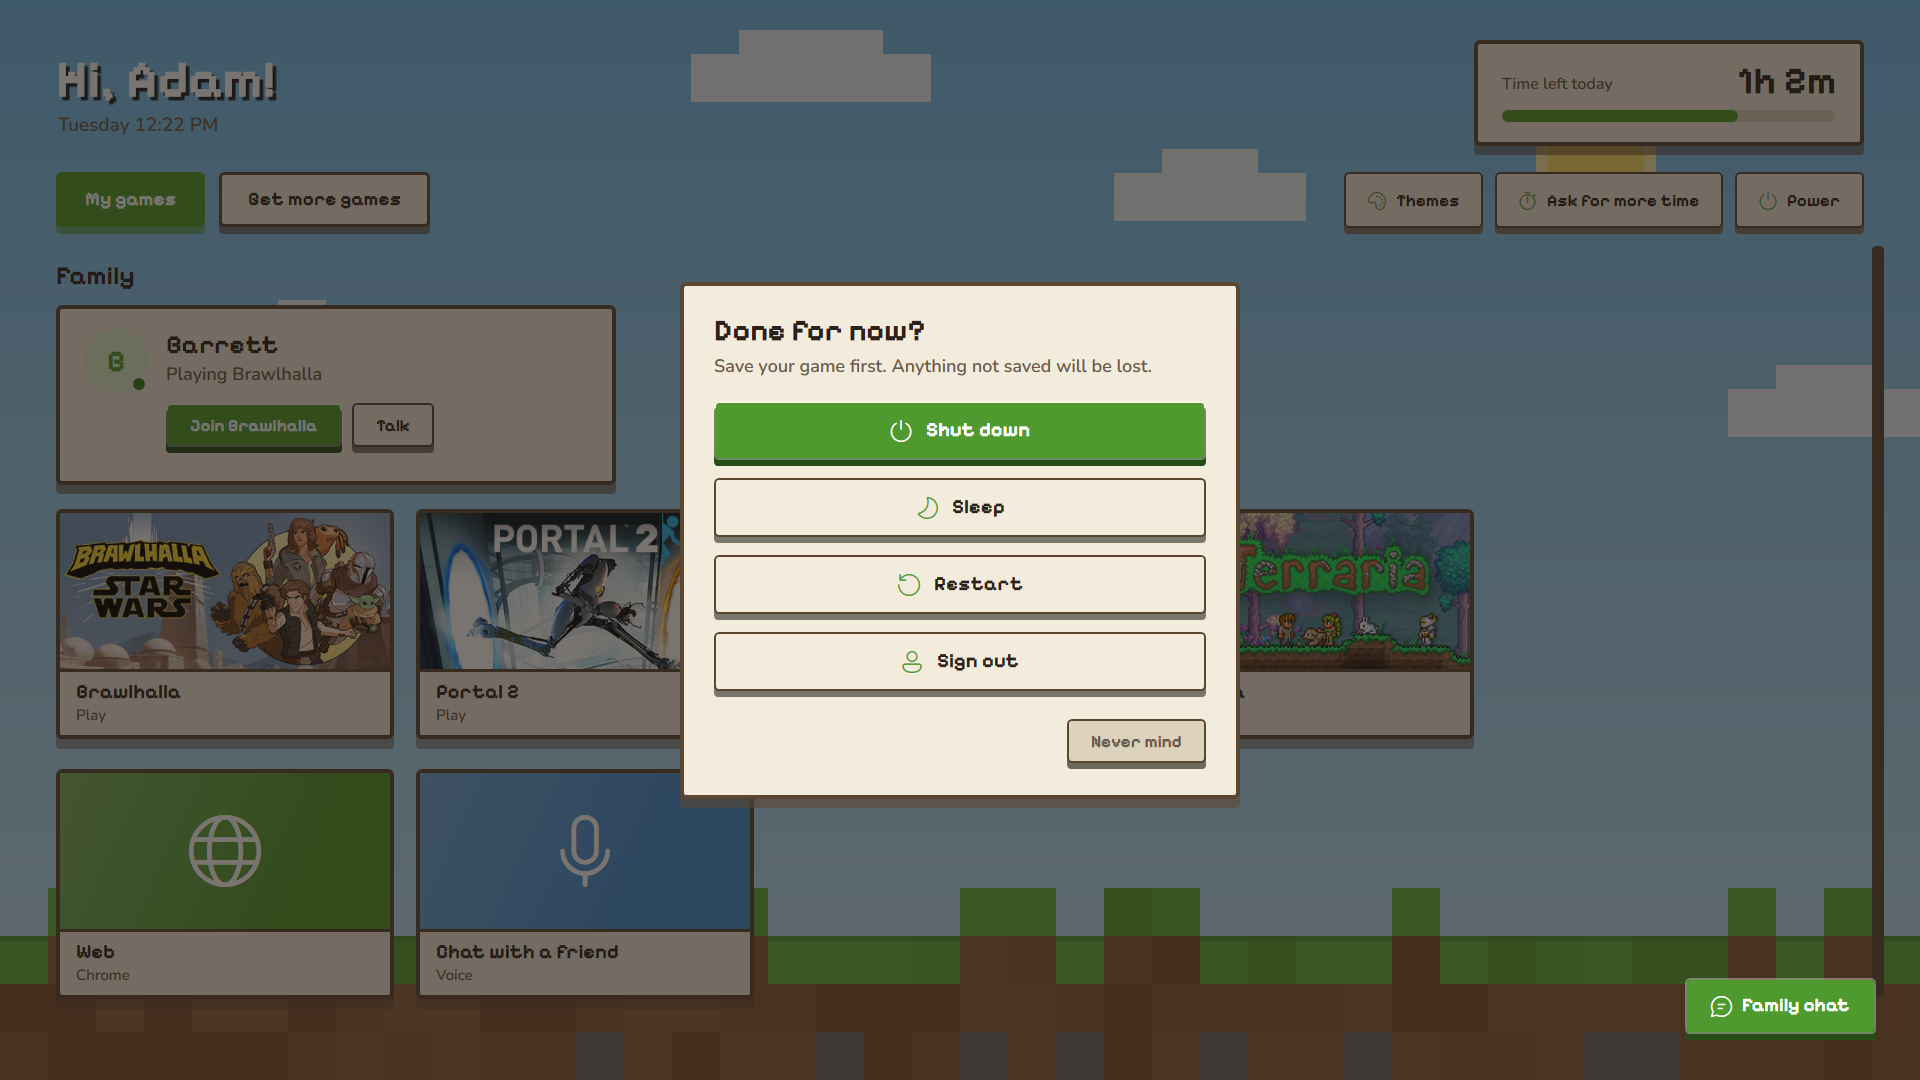 Hi, Adam!
Tuesday 12:22 PM
Time left today
1h 2m
My games
Get more games
Themes
Ask for more time
Power
Family
B
Barrett
Playing Brawlhalla
Join Brawlhalla
Talk
Done for now?
Save your game first. Anything not saved will be lost.
Shut down
Sleep
Restart
Sign out
Never mind
BRAWLHALLA
STAR
WARS
PORTAL 2
Terraria
Brawlhalla
Play
Portal 2
Play
Web
Chrome
Chat with a friend
Voice
Family chat